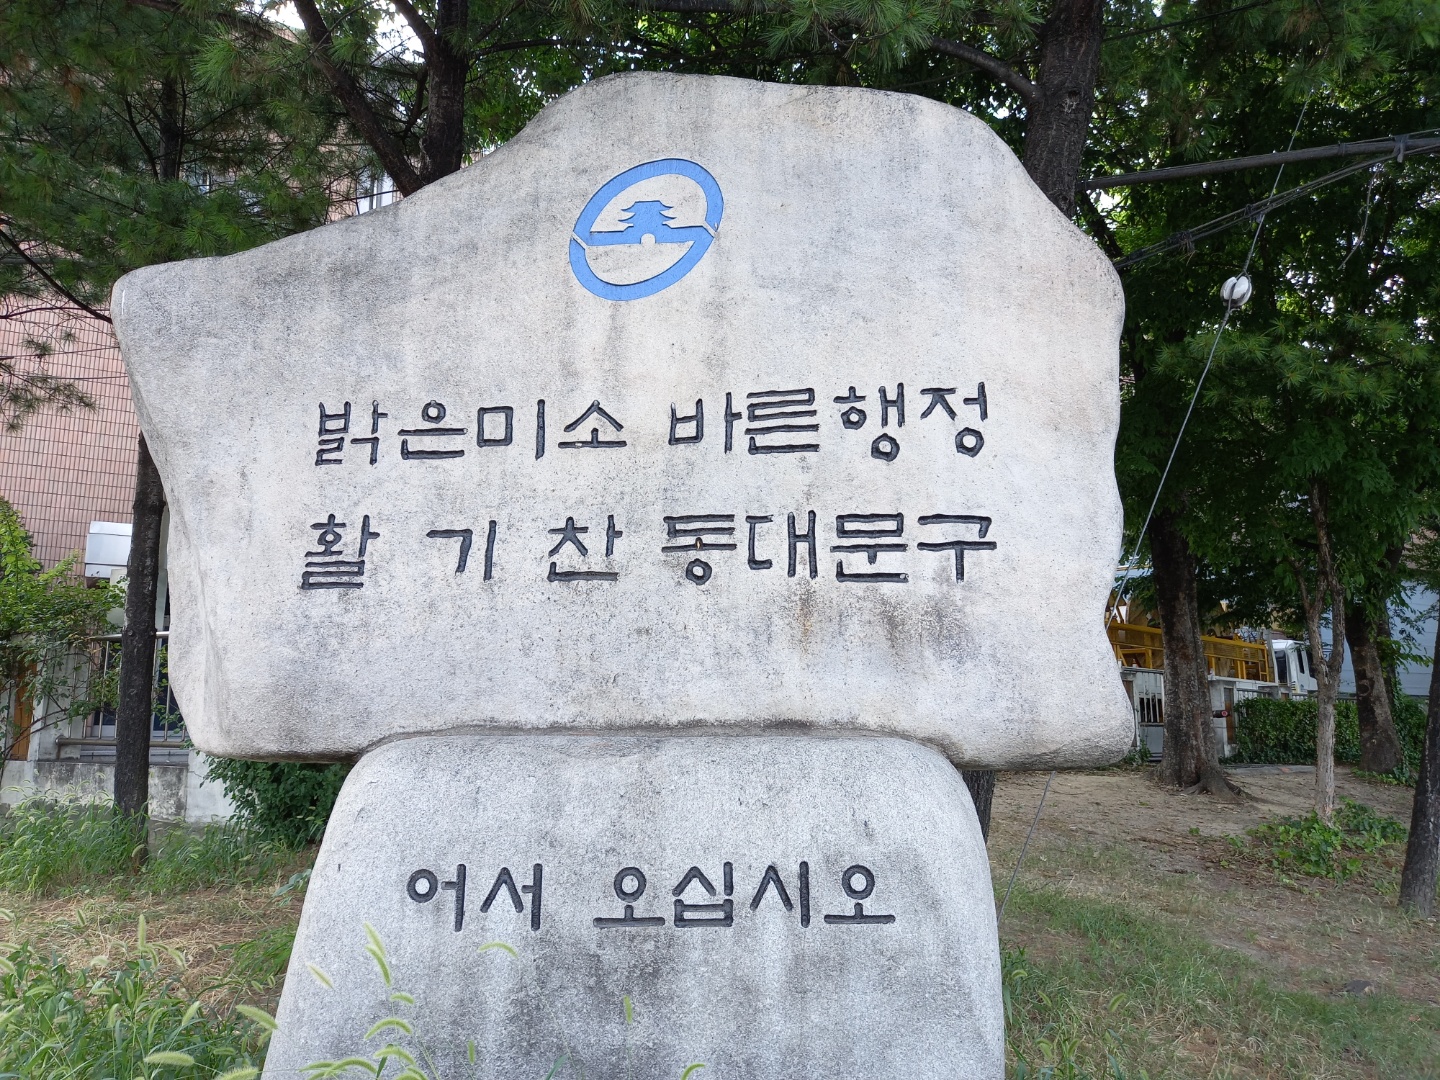 밝은미소 바른행정
활기찬 동대문구
어서 오십시오